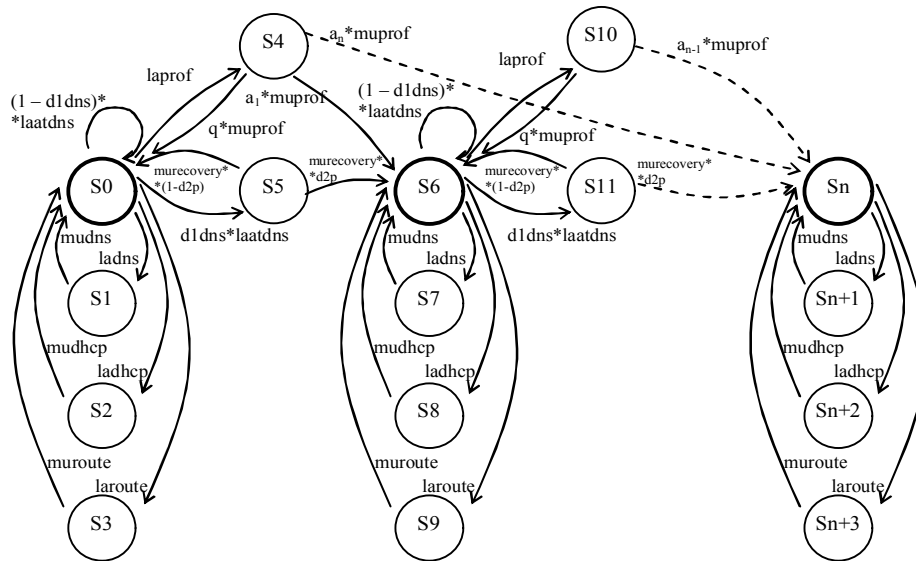 S4
aₙ*muprof
S10
aₙ₋₁*muprof
laprof
laprof
(1 – d1dns)*
*laatdns
a₁*muprof
(1 – d1dns)*
*laatdns
q*muprof
q*muprof
S0
murecovery*
*(1-d2p)
S5
murecovery*
*d2p
S6
murecovery*
*(1-d2p)
S11
murecovery*
*d2p
Sn
d1dns*laatdns
d1dns*laatdns
mudns
ladns
mudns
ladns
mudns
ladns
S1
S7
Sn+1
mudhcp
ladhcp
mudhcp
ladhcp
mudhcp
ladhcp
S2
S8
Sn+2
muroute
laroute
muroute
laroute
muroute
laroute
S3
S9
Sn+3